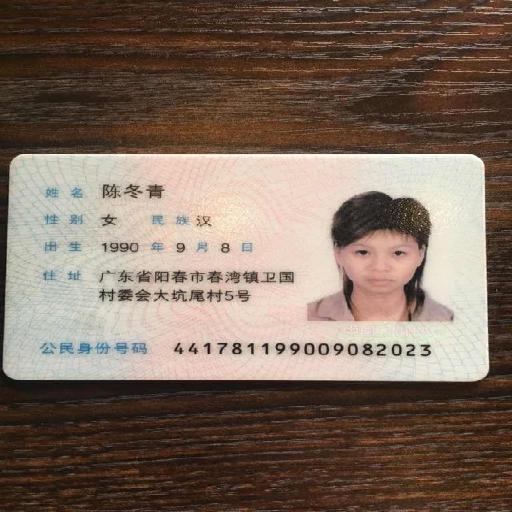 姓名 陈冬青
性别 女 民族 汉
出生 1990 年 9 月 8 日
住址 广东省阳春市春湾镇卫国
村委会大坑尾村5号
公民身份号码 441781199009082023